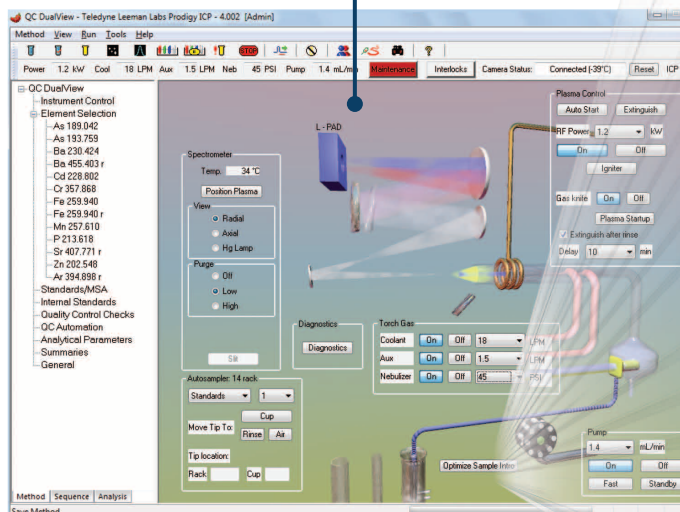 QC DualView - Teledyne Leeman Labs Prodigy ICP - 4.002 [Admin]
Method View Run Tools Help
STOP ?
Power 1.2 kW Cool 18 LPM Aux 1.5 LPM Neb 45 PSI Pump 1.4 mL/min Maintenance Interlocks Camera Status: Connected (-39°C) Reset ICP
QC DualView
Instrument Control
Element Selection
As 189.042
As 193.759
Ba 230.424
Ba 455.403 r
Cd 228.802
Cr 357.868
Fe 259.940
Fe 259.940 r
Mn 257.610
P 213.618
Sr 407.771 r
Zn 202.548
Ar 394.898 r
Standards/MSA
Internal Standards
Quality Control Checks
QC Automation
Analytical Parameters
Summaries
General
Method Sequence Analysis
Save Method
L - PAD
Spectrometer
Temp. 34 °C
Position Plasma
View
Radial
Axial
Hg Lamp
Purge
Off
Low
High
Slit
Autosampler: 14 rack
Standards 1
Move Tip To: Cup
Rinse Air
Tip location:
Rack Cup
Diagnostics
Diagnostics
Torch Gas
Coolant On Off 18 LPM
Aux On Off 1.5 LPM
Nebulizer On Off 45 PSI
Optimize Sample Intro
Plasma Control
Auto Start Extinguish
RF Power 1.2 kW
On Off
Igniter
Gas knife On Off
Plasma Startup
Extinguish after rinse
Delay 10 min
Pump
1.4 mL/min
On Off
Fast Standby